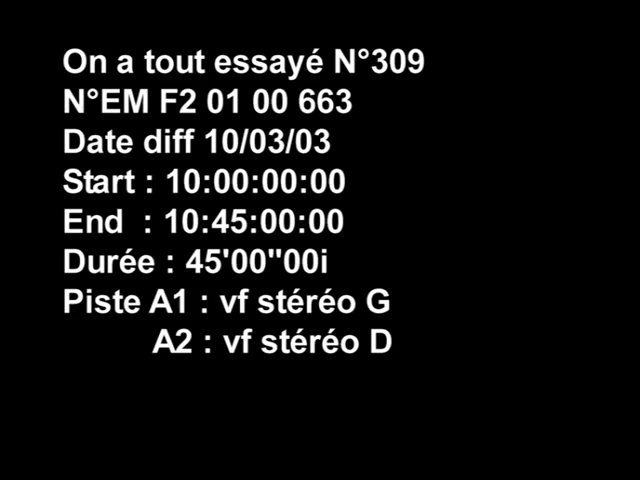 On a tout essayé N°309
N°EM F2 01 00 663
Date diff 10/03/03
Start : 10:00:00:00
End : 10:45:00:00
Durée : 45'00"00i
Piste A1 : vf stéréo G
A2 : vf stéréo D